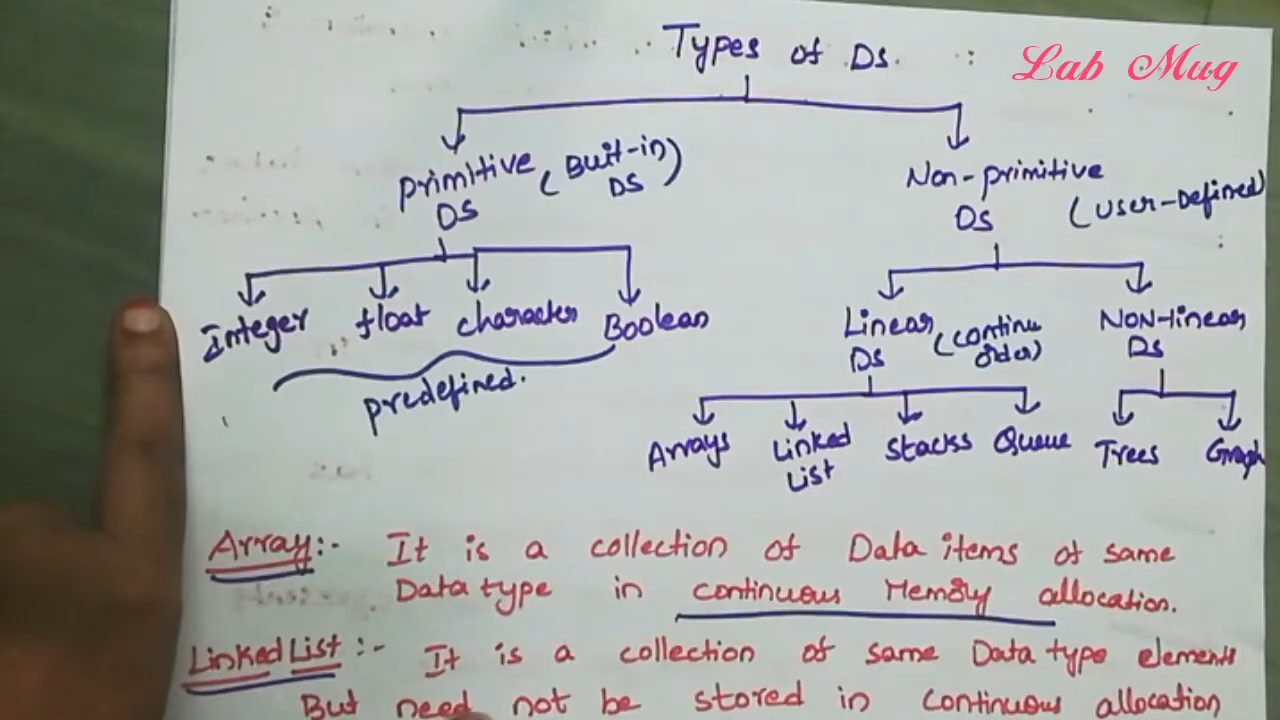 Types of DS.
Lab Mug
primitive (Buit-in
DS DS)
Non-primitive
DS (User-Defined)
Integer float character Boolean
predefined.
Linear (continu
DS order)
NON-linear
DS
Arrays Linked Stacks Queue Trees Graph
List
Array:- It is a collection of Data items of same
Data type in continuous Memory allocation.
Linked List :- It is a collection of same Data type elements
But need not be stored in continuous allocation